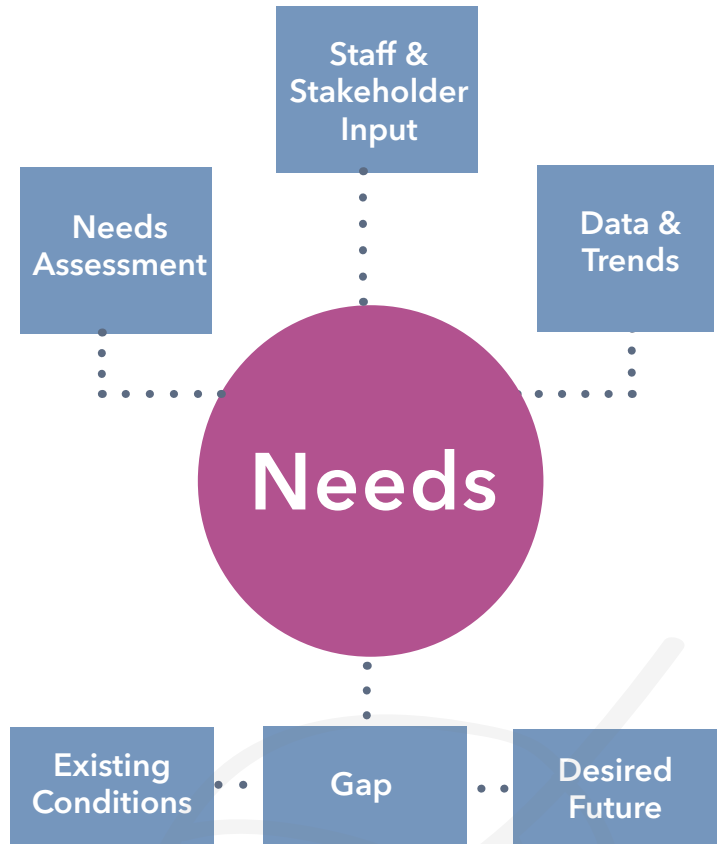 Staff &
Stakeholder
Input
Needs
Assessment
Data &
Trends
Needs
Existing
Conditions
Gap
Desired
Future